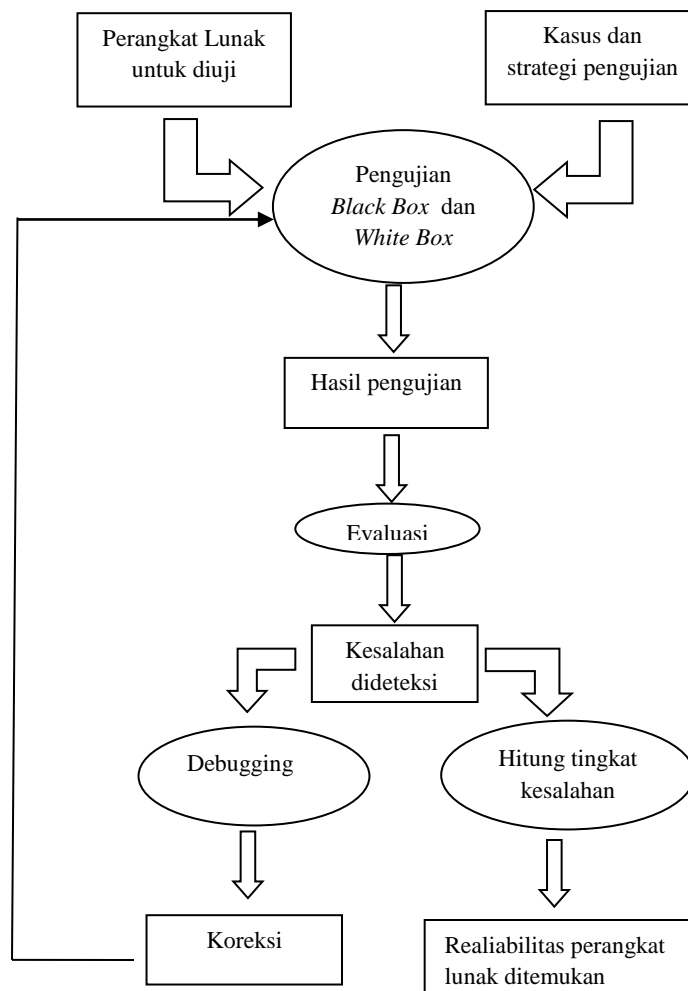 Perangkat Lunak
untuk diuji
Kasus dan
strategi pengujian
Pengujian
Black Box dan
White Box
Hasil pengujian
Evaluasi
Kesalahan
dideteksi
Debugging
Hitung tingkat
kesalahan
Koreksi
Realiabilitas perangkat
lunak ditemukan